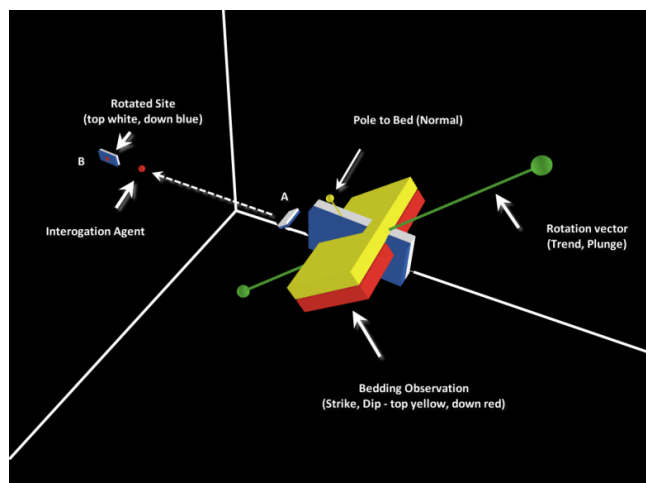 Rotated Site
(top white, down blue)
Pole to Bed (Normal)
B
A
Interogation Agent
Rotation vector
(Trend, Plunge)
Bedding Observation
(Strike, Dip - top yellow, down red)